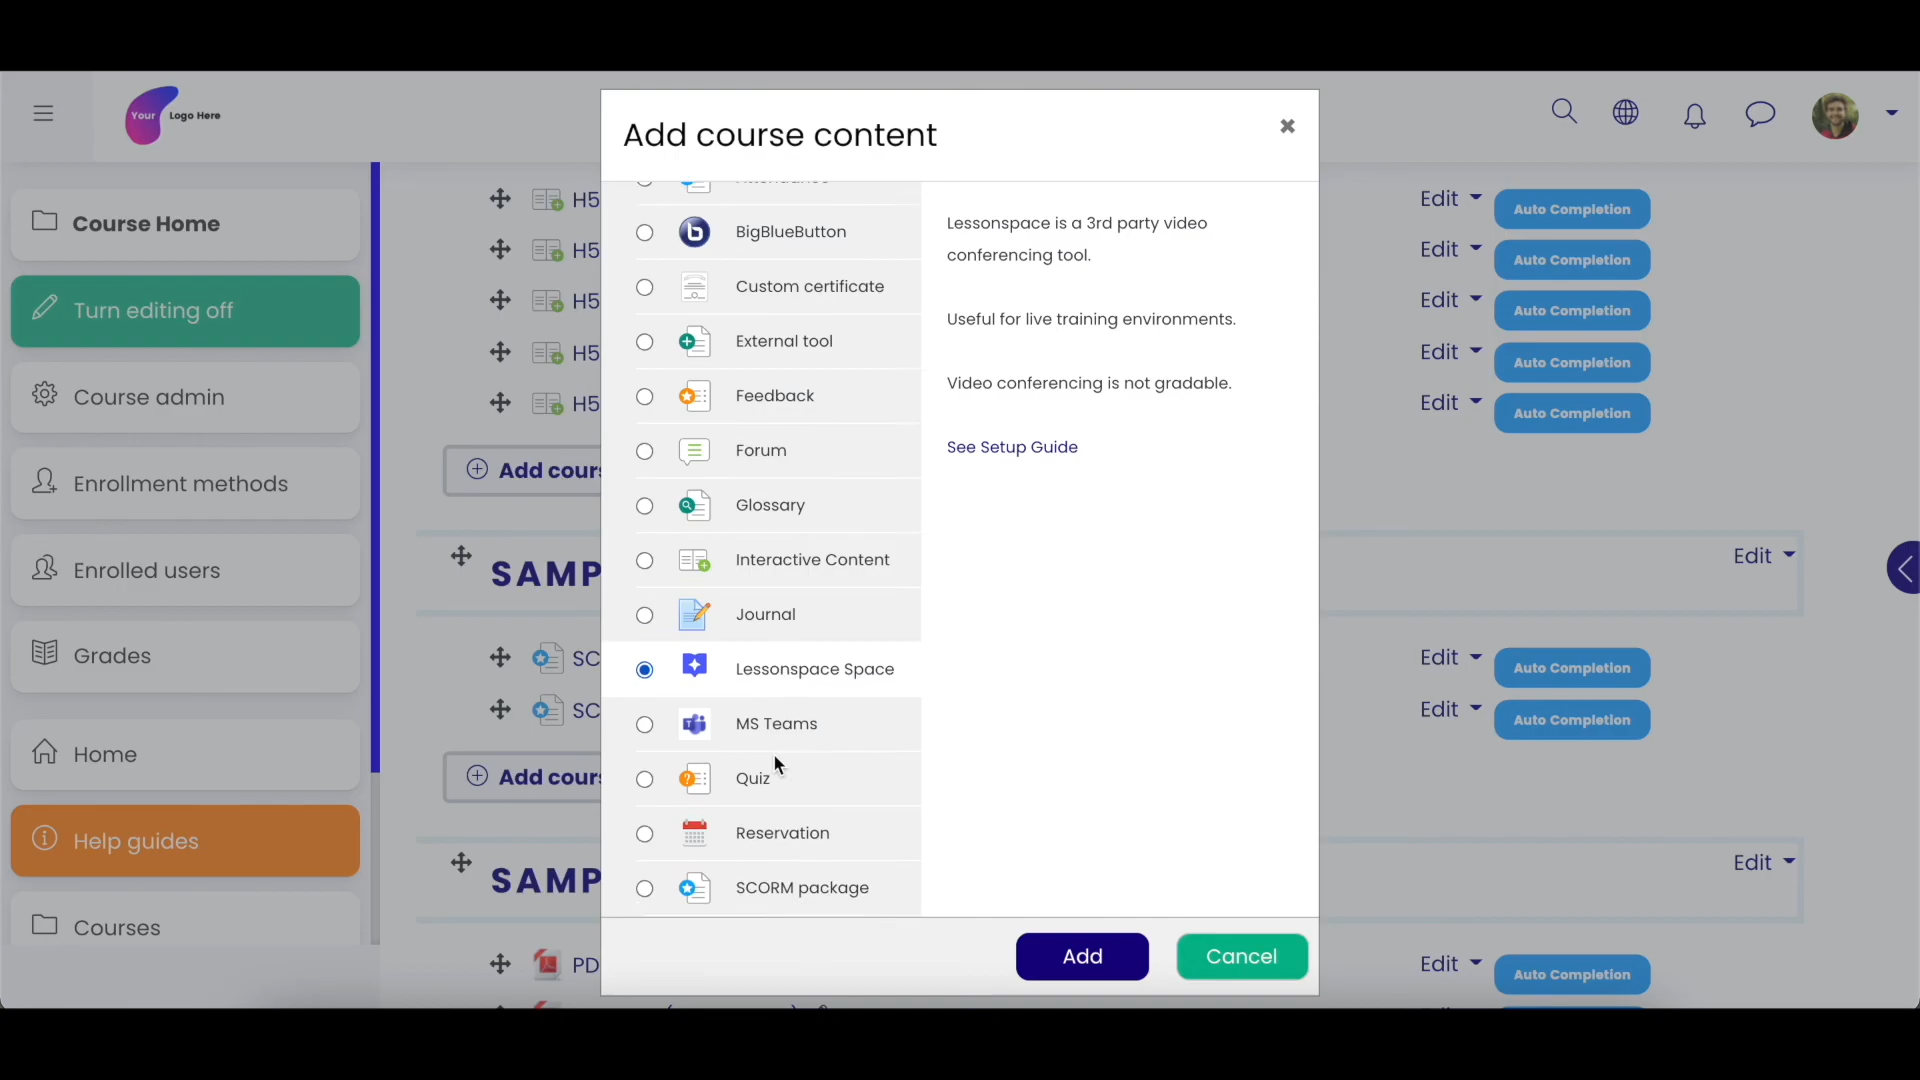 Your Logo Here
Course Home
Turn editing off
Course admin
Enrollment methods
Enrolled users
Grades
Home
Help guides
Courses
H5
Edit
Auto Completion
H5
Edit
Auto Completion
H5
Edit
Auto Completion
H5
Edit
Auto Completion
H5
Edit
Auto Completion
Add cour
SAMP
Edit
SC
Edit
Auto Completion
SC
Edit
Auto Completion
Add cour
SAMP
Edit
PD
Edit
Auto Completion
Add course content
BigBlueButton
Custom certificate
External tool
Feedback
Forum
Glossary
Interactive Content
Journal
Lessonspace Space
MS Teams
Quiz
Reservation
SCORM package
Lessonspace is a 3rd party video
conferencing tool.
Useful for live training environments.
Video conferencing is not gradable.
See Setup Guide
Add
Cancel